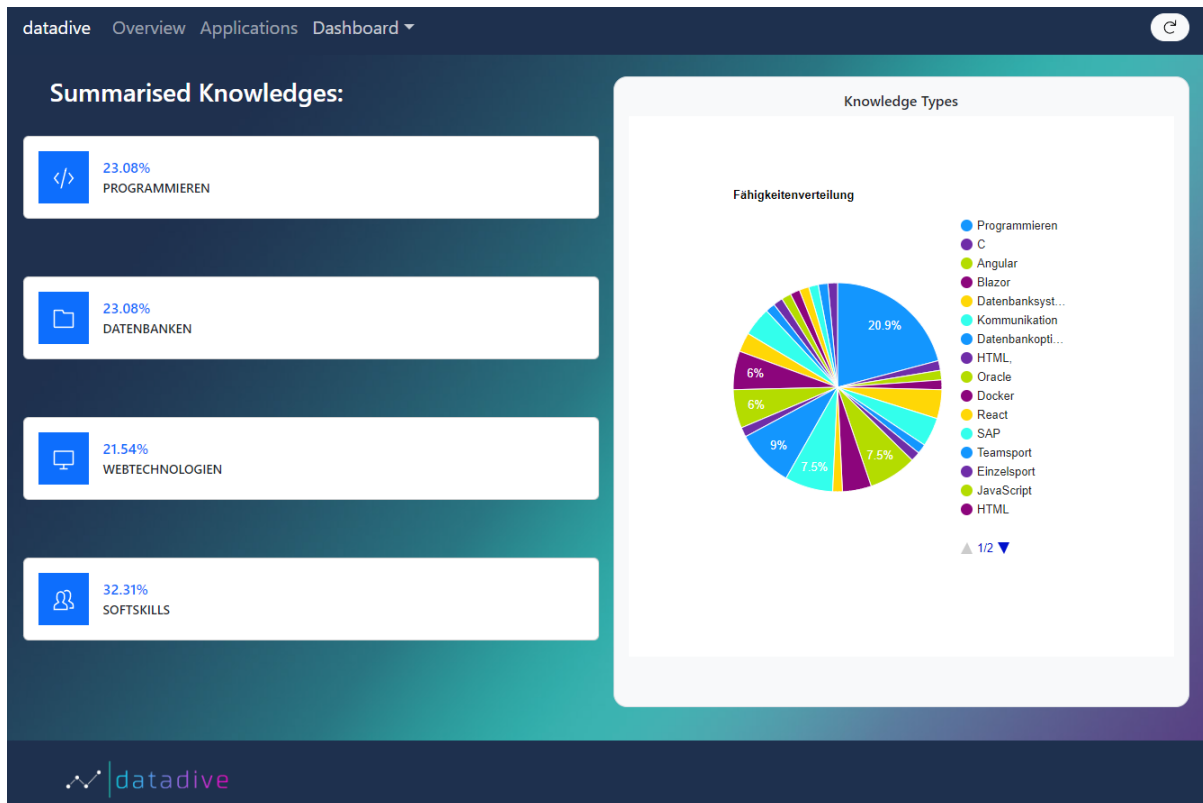 datadive Overview Applications Dashboard
Summarised Knowledges:
23.08%
PROGRAMMIEREN
23.08%
DATENBANKEN
21.54%
WEBTECHNOLOGIEN
32.31%
SOFTSKILLS
Knowledge Types
Fähigkeitenverteilung
20.9%
6%
6%
9%
7.5%
7.5%
Programmieren
C
Angular
Blazor
Datenbanksyst...
Kommunikation
Datenbankopti...
HTML,
Oracle
Docker
React
SAP
Teamsport
Einzelsport
JavaScript
HTML
1/2
datadive